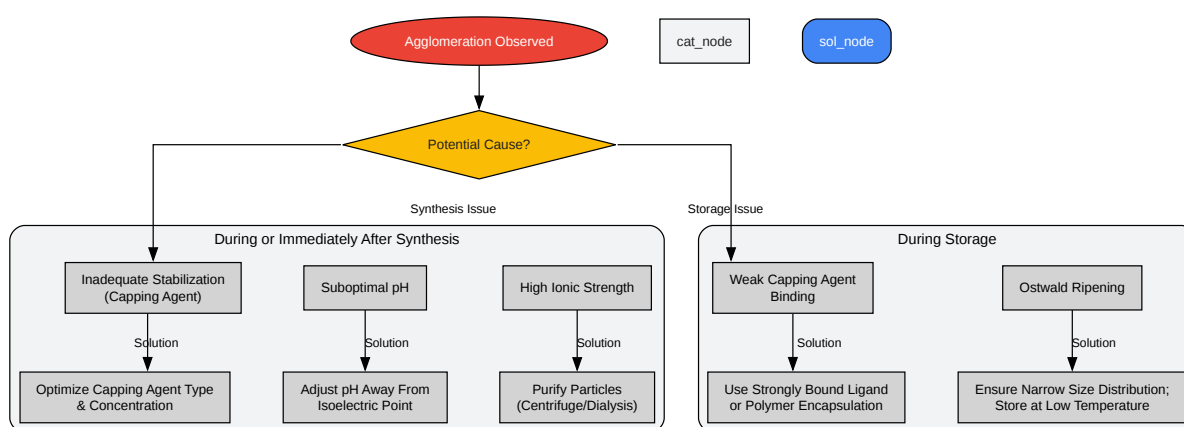 Agglomeration Observed
cat_node
sol_node
Potential Cause?
Synthesis Issue
Storage Issue
During or Immediately After Synthesis
Inadequate Stabilization
(Capping Agent)
Suboptimal pH
High Ionic Strength
Solution
Solution
Solution
Optimize Capping Agent Type
& Concentration
Adjust pH Away From
Isoelectric Point
Purify Particles
(Centrifuge/Dialysis)
During Storage
Weak Capping Agent
Binding
Ostwald Ripening
Solution
Solution
Use Strongly Bound Ligand
or Polymer Encapsulation
Ensure Narrow Size Distribution;
Store at Low Temperature